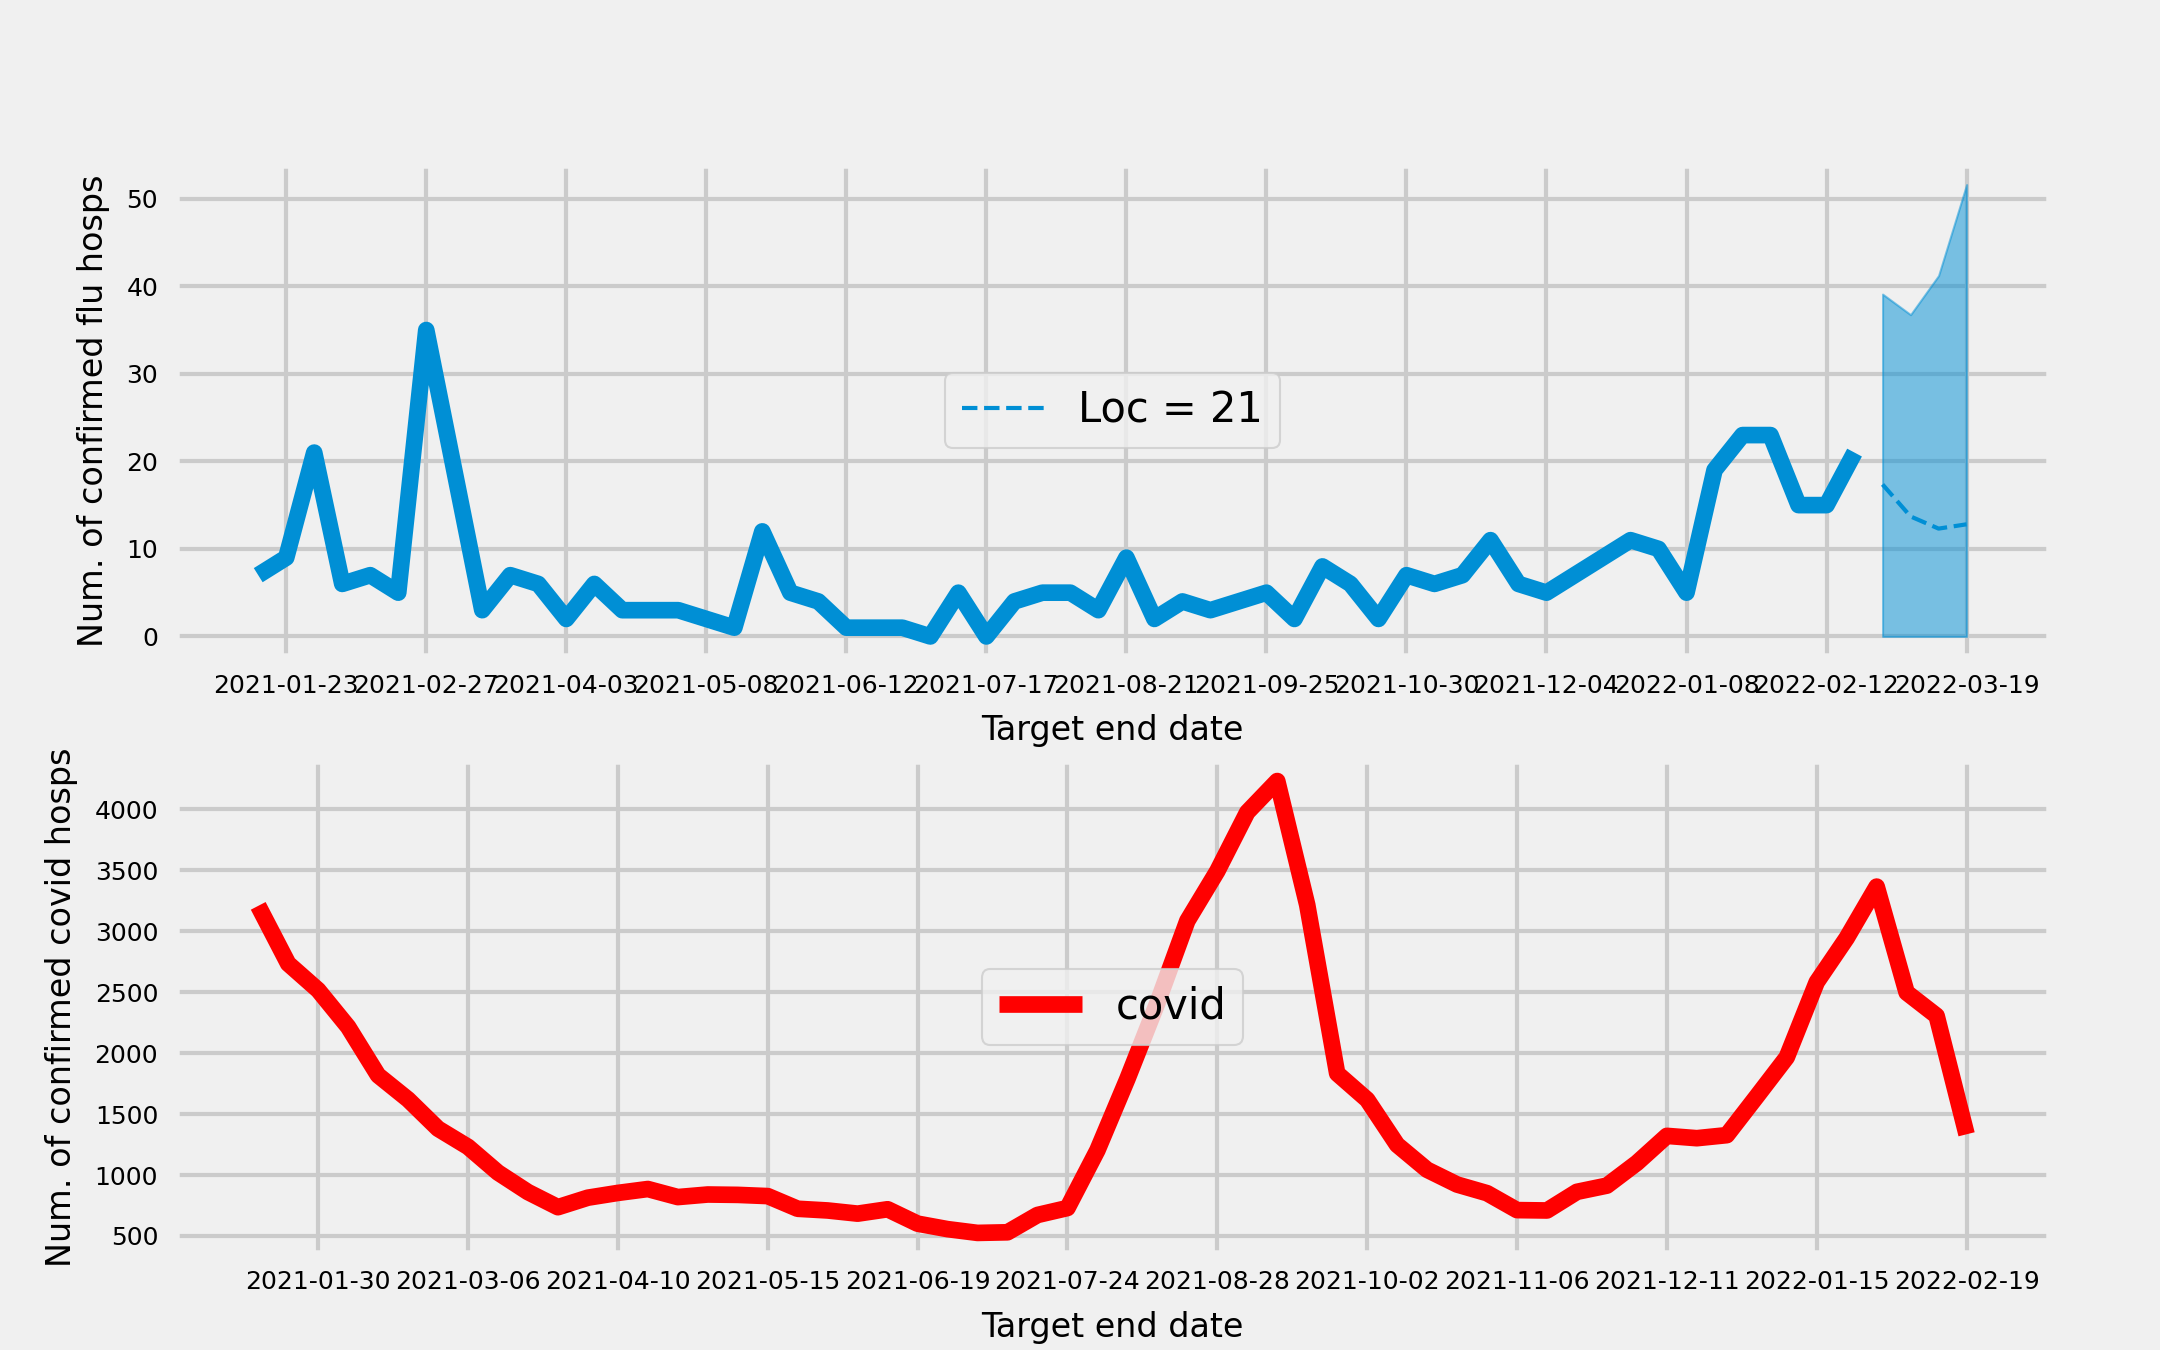 Num. of confirmed flu hosps
50
40
30
20
10
0
Loc = 21
2021-01-23 2021-02-27 2021-04-03 2021-05-08 2021-06-12 2021-07-17 2021-08-21 2021-09-25 2021-10-30 2021-12-04 2022-01-08 2022-02-12 2022-03-19
Target end date
Num. of confirmed covid hosps
4000
3500
3000
2500
2000
1500
1000
500
covid
2021-01-30 2021-03-06 2021-04-10 2021-05-15 2021-06-19 2021-07-24 2021-08-28 2021-10-02 2021-11-06 2021-12-11 2022-01-15 2022-02-19
Target end date